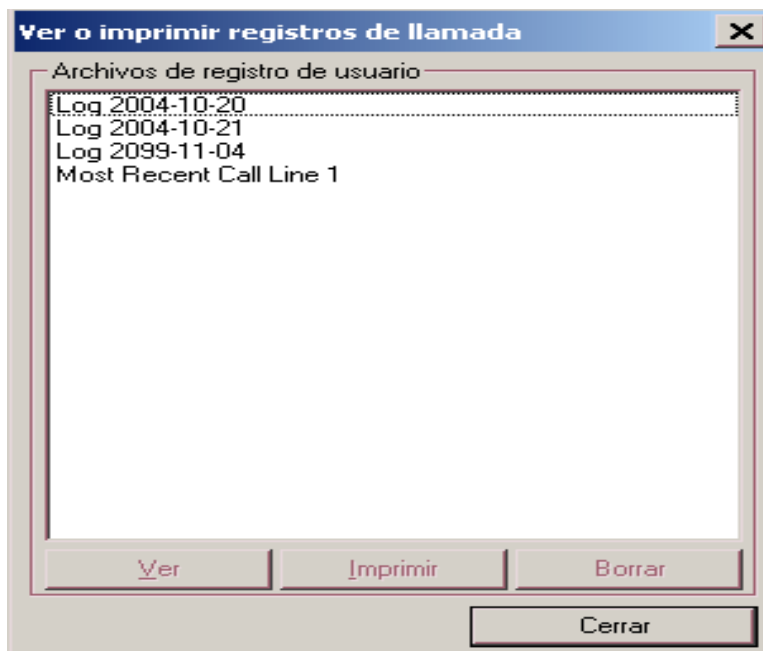 Ver o imprimir registros de llamada
Archivos de registro de usuario
Log 2004-10-20
Log 2004-10-21
Log 2099-11-04
Most Recent Call Line 1
Ver
Imprimir
Borrar
Cerrar